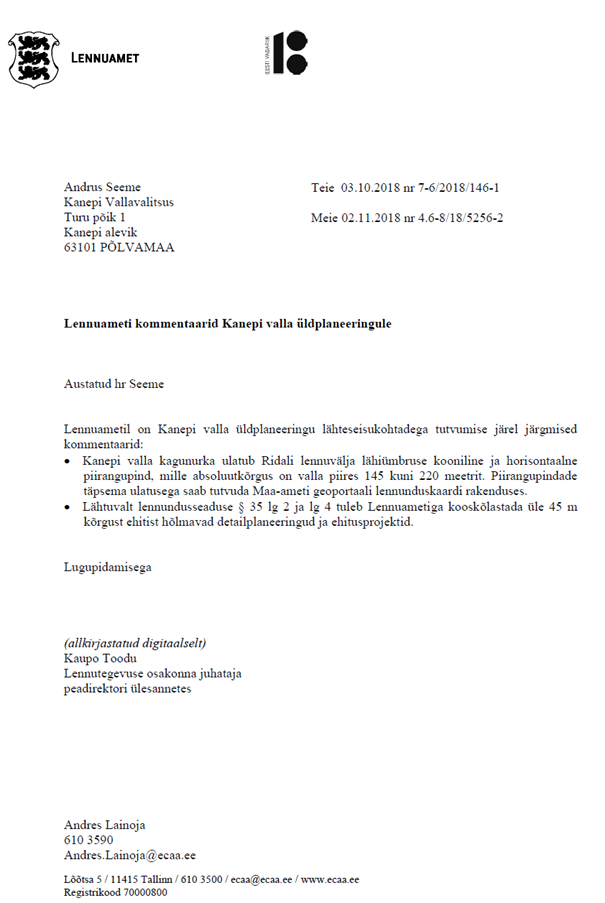 LENNUAMET
EESTI VABARIIK
Andrus Seeme
Kanepi Vallavalitsus
Turu põik 1
Kanepi alevik
63101 PÕLVAMAA
Teie 03.10.2018 nr 7-6/2018/146-1
Meie 02.11.2018 nr 4.6-8/18/5256-2
Lennuameti kommentaarid Kanepi valla üldplaneeringule
Austatud hr Seeme
Lennuametil on Kanepi valla üldplaneeringu lähteseisukohtadega tutvumise järel järgmised
kommentaarid:
• Kanepi valla kagunurka ulatub Ridali lennuvälja lähiümbruse kooniline ja horisontaalne
piirangupind, mille absoluutkõrgus on valla piires 145 kuni 220 meetrit. Piirangupindade
täpsema ulatusega saab tutvuda Maa-ameti geoportaali lennunduskaardi rakenduses.
• Lähtuvalt lennundusseaduse § 35 lg 2 ja lg 4 tuleb Lennuametiga kooskõlastada üle 45 m
kõrgust ehitist hõlmavad detailplaneeringud ja ehitusprojektid.
Lugupidamisega
(allkirjastatud digitaalselt)
Kaupo Toodu
Lennutegevuse osakonna juhataja
peadirektori ülesannetes
Andres Lainoja
610 3590
Andres.Lainoja@ecaa.ee
Lõõtsa 5 / 11415 Tallinn / 610 3500 / ecaa@ecaa.ee / www.ecaa.ee
Registrikood 70000800